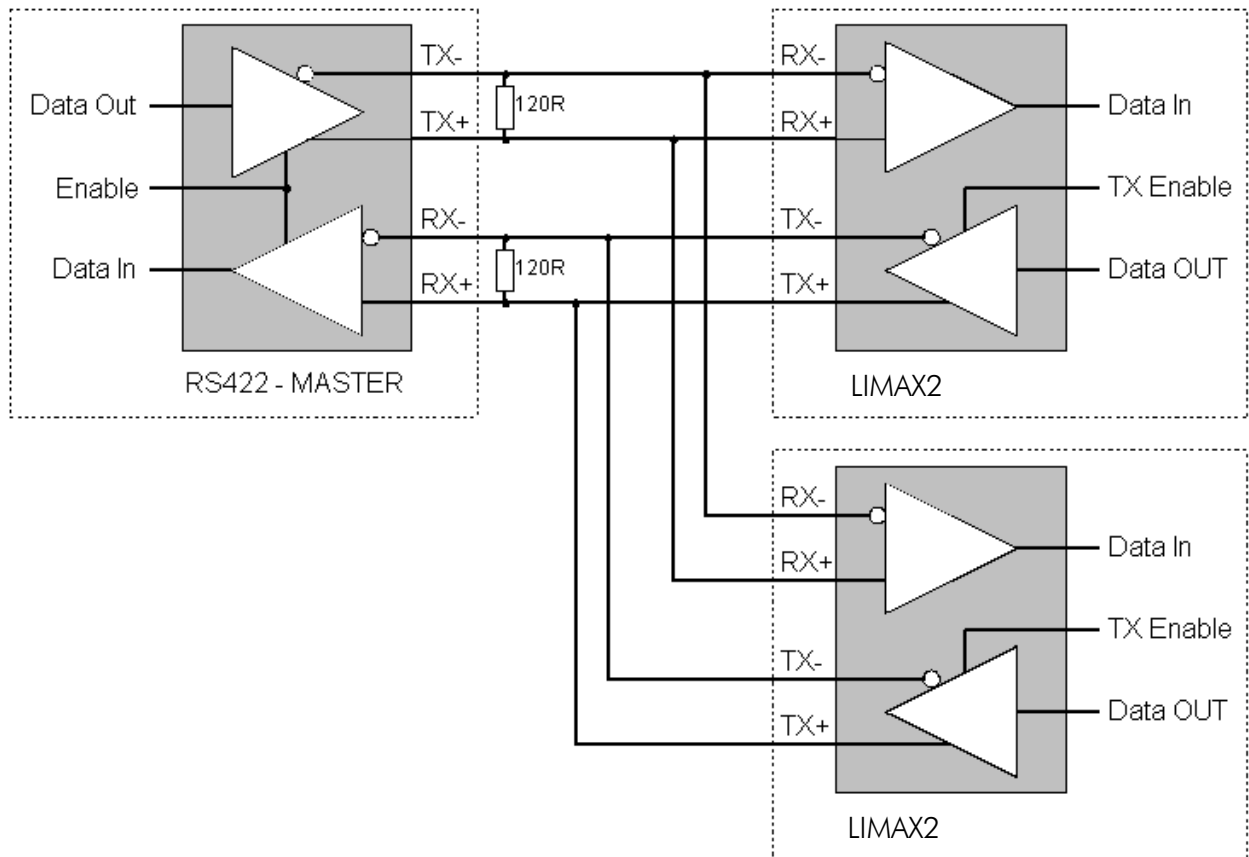 TX-
Data Out
120R
TX+
Enable
RX-
Data In
120R
RX+
RS422 - MASTER
RX-
Data In
RX+
TX Enable
TX-
Data OUT
TX+
LIMAX2
RX-
Data In
RX+
TX Enable
TX-
Data OUT
TX+
LIMAX2